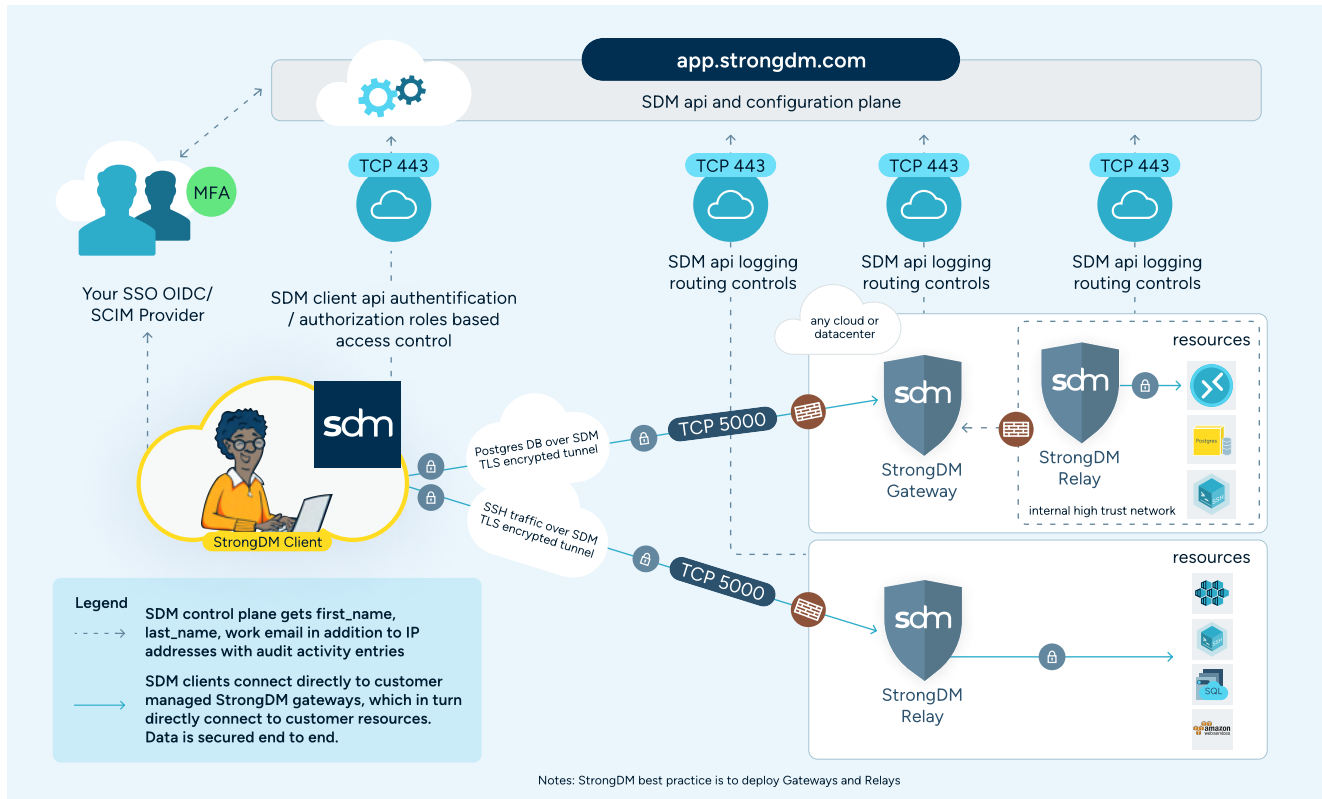 app.strongdm.com
SDM api and configuration plane
TCP 443
TCP 443
TCP 443
TCP 443
MFA
Your SSO OIDC/
SCIM Provider
SDM client api authentification
/ authorization roles based
access control
SDM api logging
routing controls
SDM api logging
routing controls
SDM api logging
routing controls
any cloud or
datacenter
sdm
StrongDM Client
Postgres DB over SDM
TLS encrypted tunnel
TCP 5000
SSH traffic over SDM
TLS encrypted tunnel
TCP 5000
sdm
StrongDM
Gateway
sdm
StrongDM
Relay
internal high trust network
resources
Postgres
SSH
resources
sdm
StrongDM
Relay
SSH
SQL
amazon
webservices
Legend
SDM control plane gets first_name,
last_name, work email in addition to IP
addresses with audit activity entries
SDM clients connect directly to customer
managed StrongDM gateways, which in turn
directly connect to customer resources.
Data is secured end to end.
Notes: StrongDM best practice is to deploy Gateways and Relays